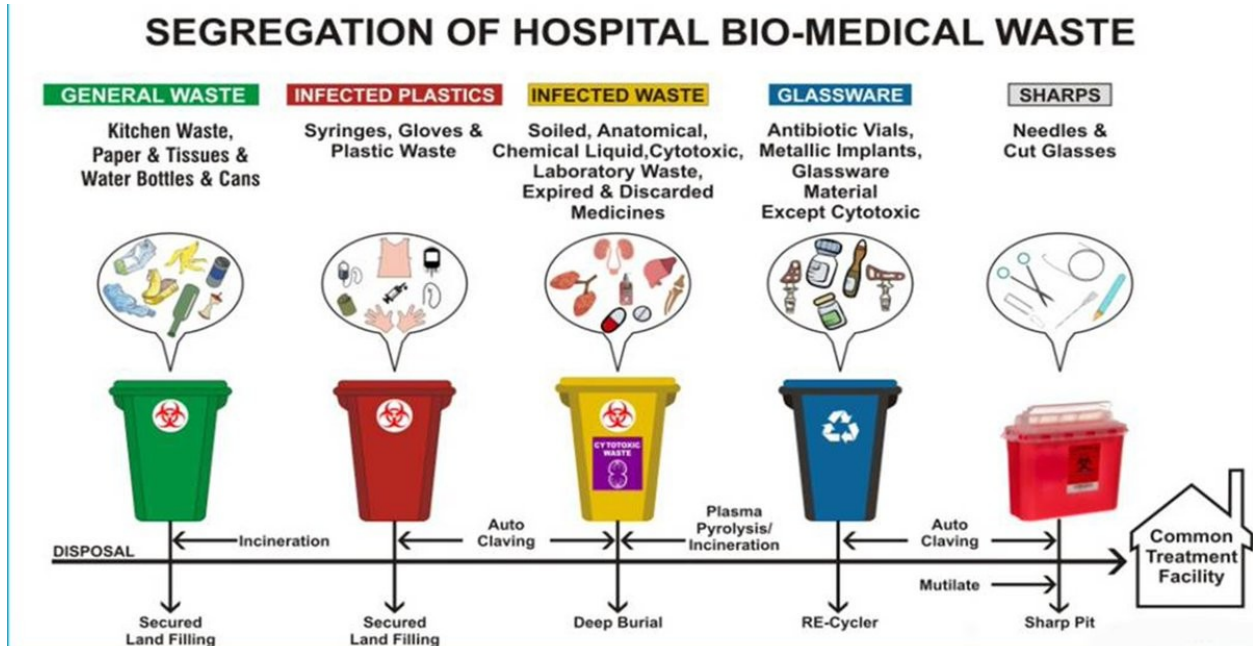 SEGREGATION OF HOSPITAL BIO-MEDICAL WASTE
GENERAL WASTE
Kitchen Waste,
Paper & Tissues &
Water Bottles & Cans
INFECTED PLASTICS
Syringes, Gloves &
Plastic Waste
INFECTED WASTE
Soiled, Anatomical,
Chemical Liquid,Cytotoxic,
Laboratory Waste,
Expired & Discarded
Medicines
GLASSWARE
Antibiotic Vials,
Metallic Implants,
Glassware
Material
Except Cytotoxic
SHARPS
Needles &
Cut Glasses
CYTOTOXIC
WASTE
DISPOSAL
Incineration
Auto
Claving
Plasma
Pyrolysis/
Incineration
Auto
Claving
Mutilate
Common
Treatment
Facility
Secured
Land Filling
Secured
Land Filling
Deep Burial
RE-Cycler
Sharp Pit